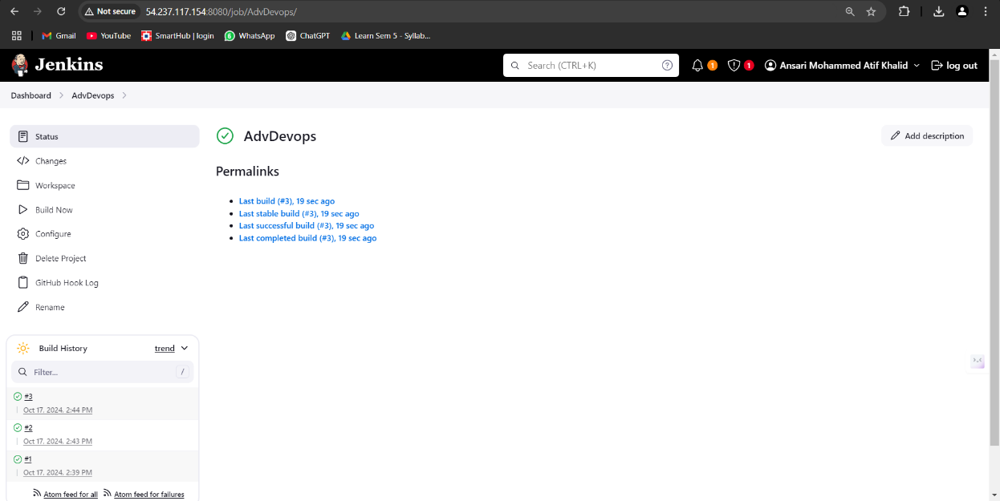 Not secure 54.237.117.154:8080/job/AdvDevops/
Gmail YouTube SmartHub | login WhatsApp ChatGPT Learn Sem 5 - Syllab...
Jenkins Search (CTRL+K) ? 1 1 Ansari Mohammed Atif Khalid log out
Dashboard AdvDevops
Status
Changes
Workspace
Build Now
Configure
Delete Project
GitHub Hook Log
Rename
Build History trend
Filter... /
#3
Oct 17, 2024, 2:44 PM
#2
Oct 17, 2024, 2:43 PM
#1
Oct 17, 2024, 2:39 PM
Atom feed for all Atom feed for failures
AdvDevops
Add description
Permalinks
Last build (#3), 19 sec ago
Last stable build (#3), 19 sec ago
Last successful build (#3), 19 sec ago
Last completed build (#3), 19 sec ago